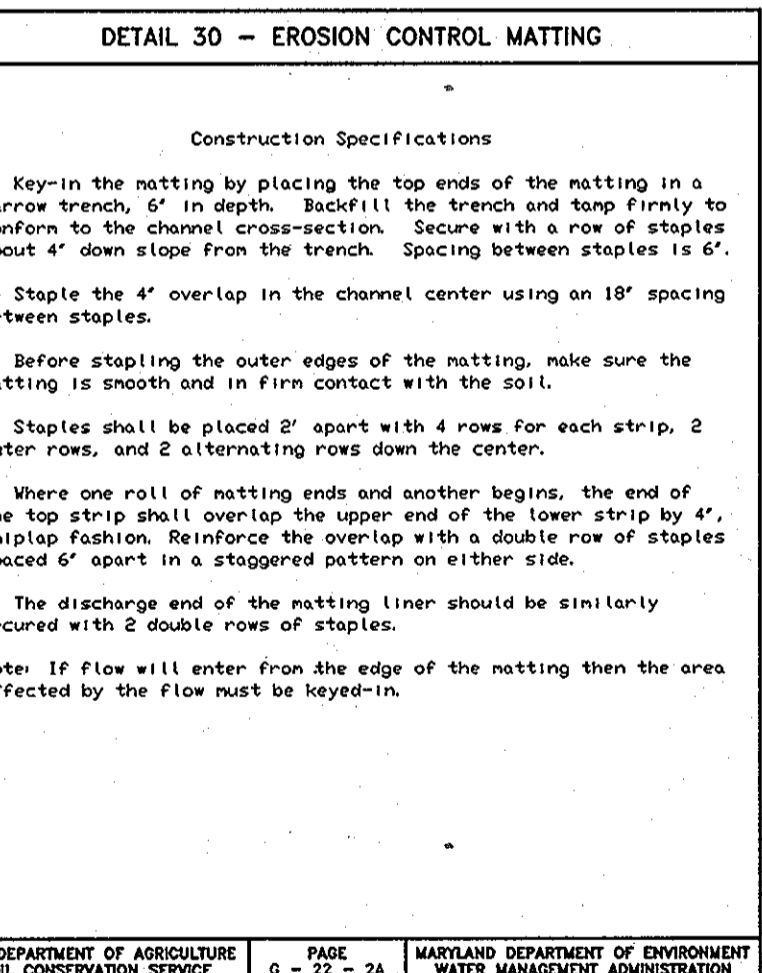 DETAIL 30 - EROSION CONTROL MATTING
Construction Specifications
Key-in the matting by placing the top ends of the matting in a
rrow trench, 6" in depth. Backfill the trench and tamp firmly to
nform to the channel cross-section. Secure with a row of staples
out 4" down slope from the trench. Spacing between staples is 6".
Staple the 4" overlap in the channel center using an 18" spacing
tween staples.
Before stapling the outer edges of the matting, make sure the
tting is smooth and in firm contact with the soil.
Staples shall be placed 2' apart with 4 rows for each strip, 2
ter rows, and 2 alternating rows down the center.
Where one roll of matting ends and another begins, the end of
e top strip shall overlap the upper end of the lower strip by 4",
iplap fashion. Reinforce the overlap with a double row of staples
aced 6" apart in a staggered pattern on either side.
The discharge end of the matting liner should be similarly
cured with 2 double rows of staples.
te: If flow will enter from the edge of the matting then the area
ffected by the flow must be keyed-in.
DEPARTMENT OF AGRICULTURE
IL CONSERVATION SERVICE
PAGE
G - 22 - 2A
MARYLAND DEPARTMENT OF ENVIRONMENT
WATER MANAGEMENT ADMINISTRATION